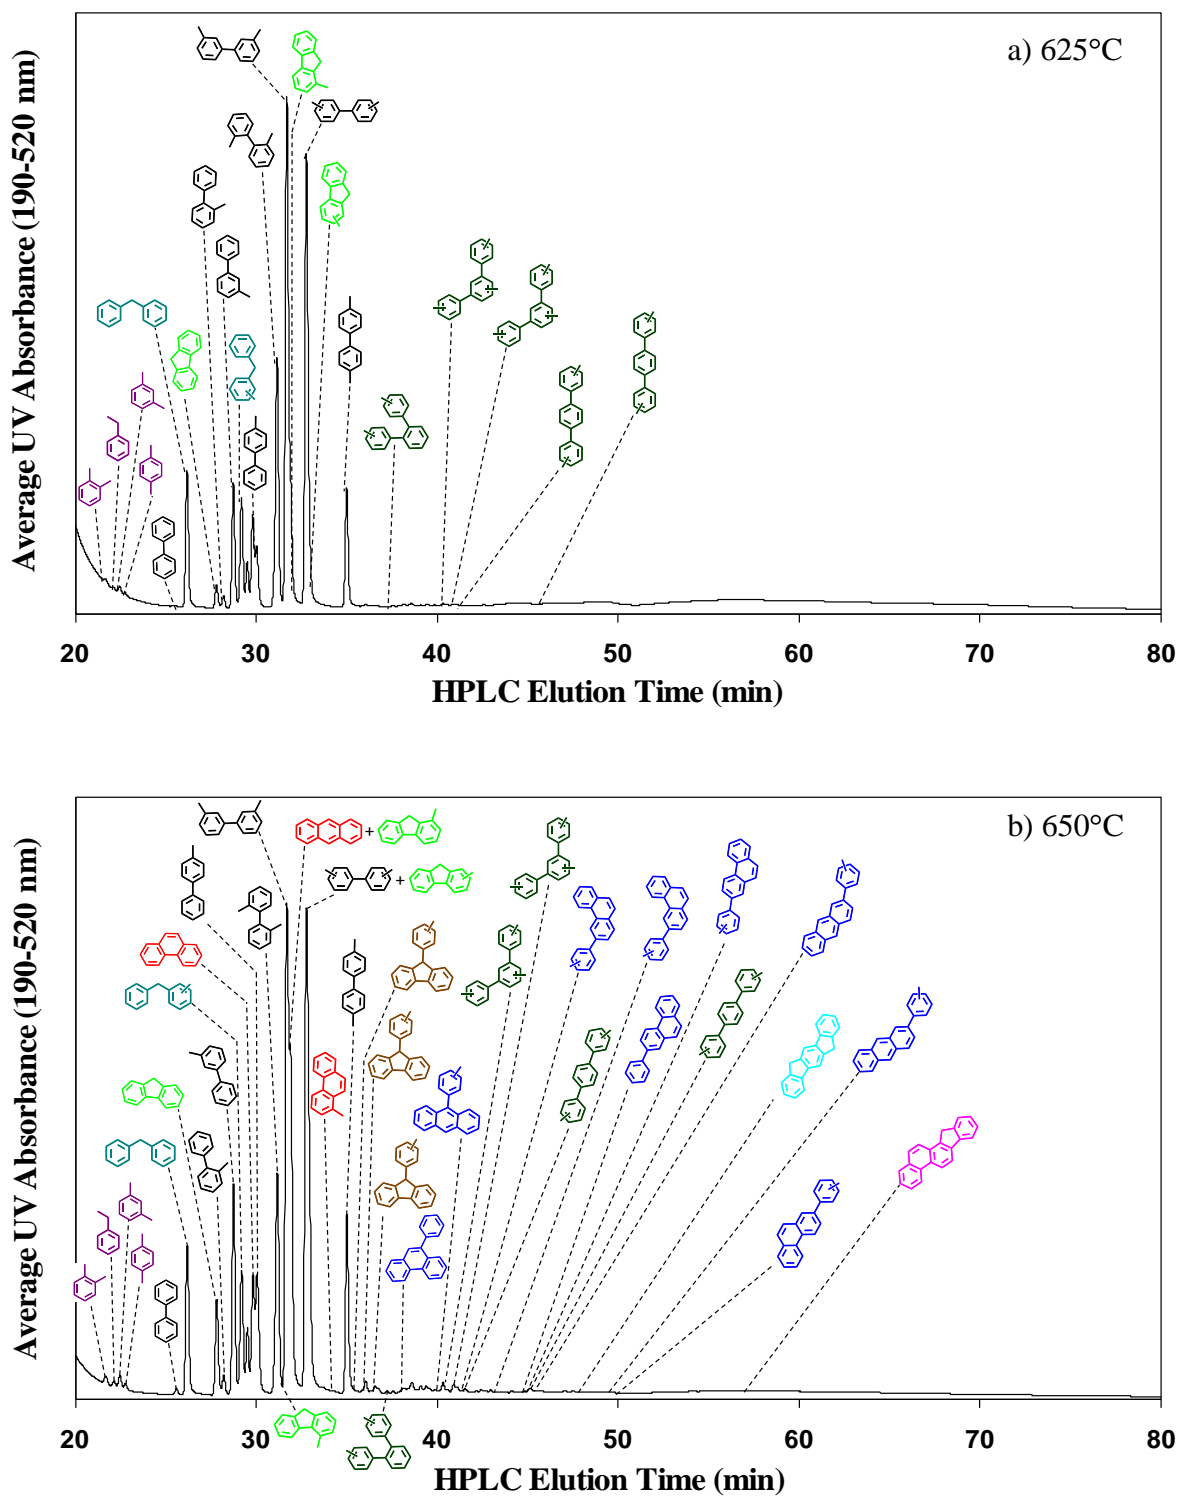 a) 625°C
Average UV Absorbance (190-520 nm)
20 30 40 50 60 70 80
HPLC Elution Time (min)
b) 650°C
+
+
Average UV Absorbance (190-520 nm)
20 30 40 50 60 70 80
HPLC Elution Time (min)